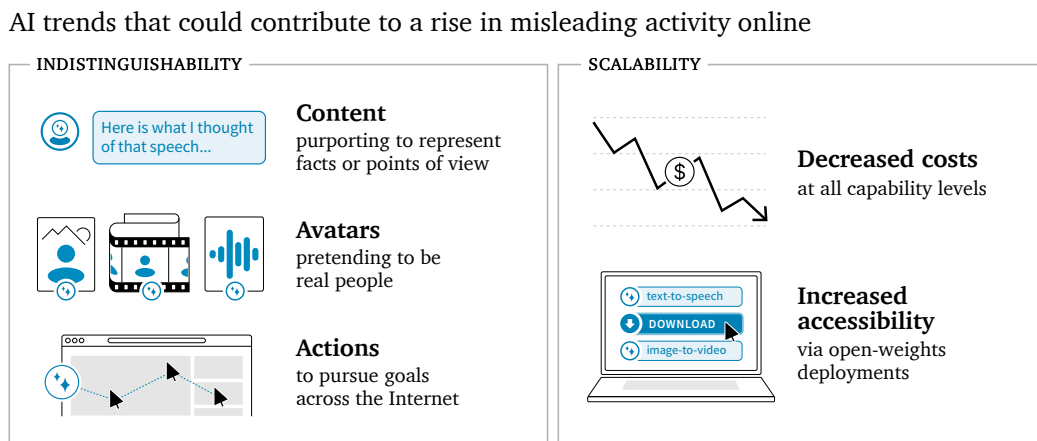 AI trends that could contribute to a rise in misleading activity online
INDISTINGUISHABILITY
Here is what I thought
of that speech...
Content
purporting to represent
facts or points of view
Avatars
pretending to be
real people
Actions
to pursue goals
across the Internet
SCALABILITY
$
Decreased costs
at all capability levels
text-to-speech
DOWNLOAD
image-to-video
Increased
accessibility
via open-weights
deployments